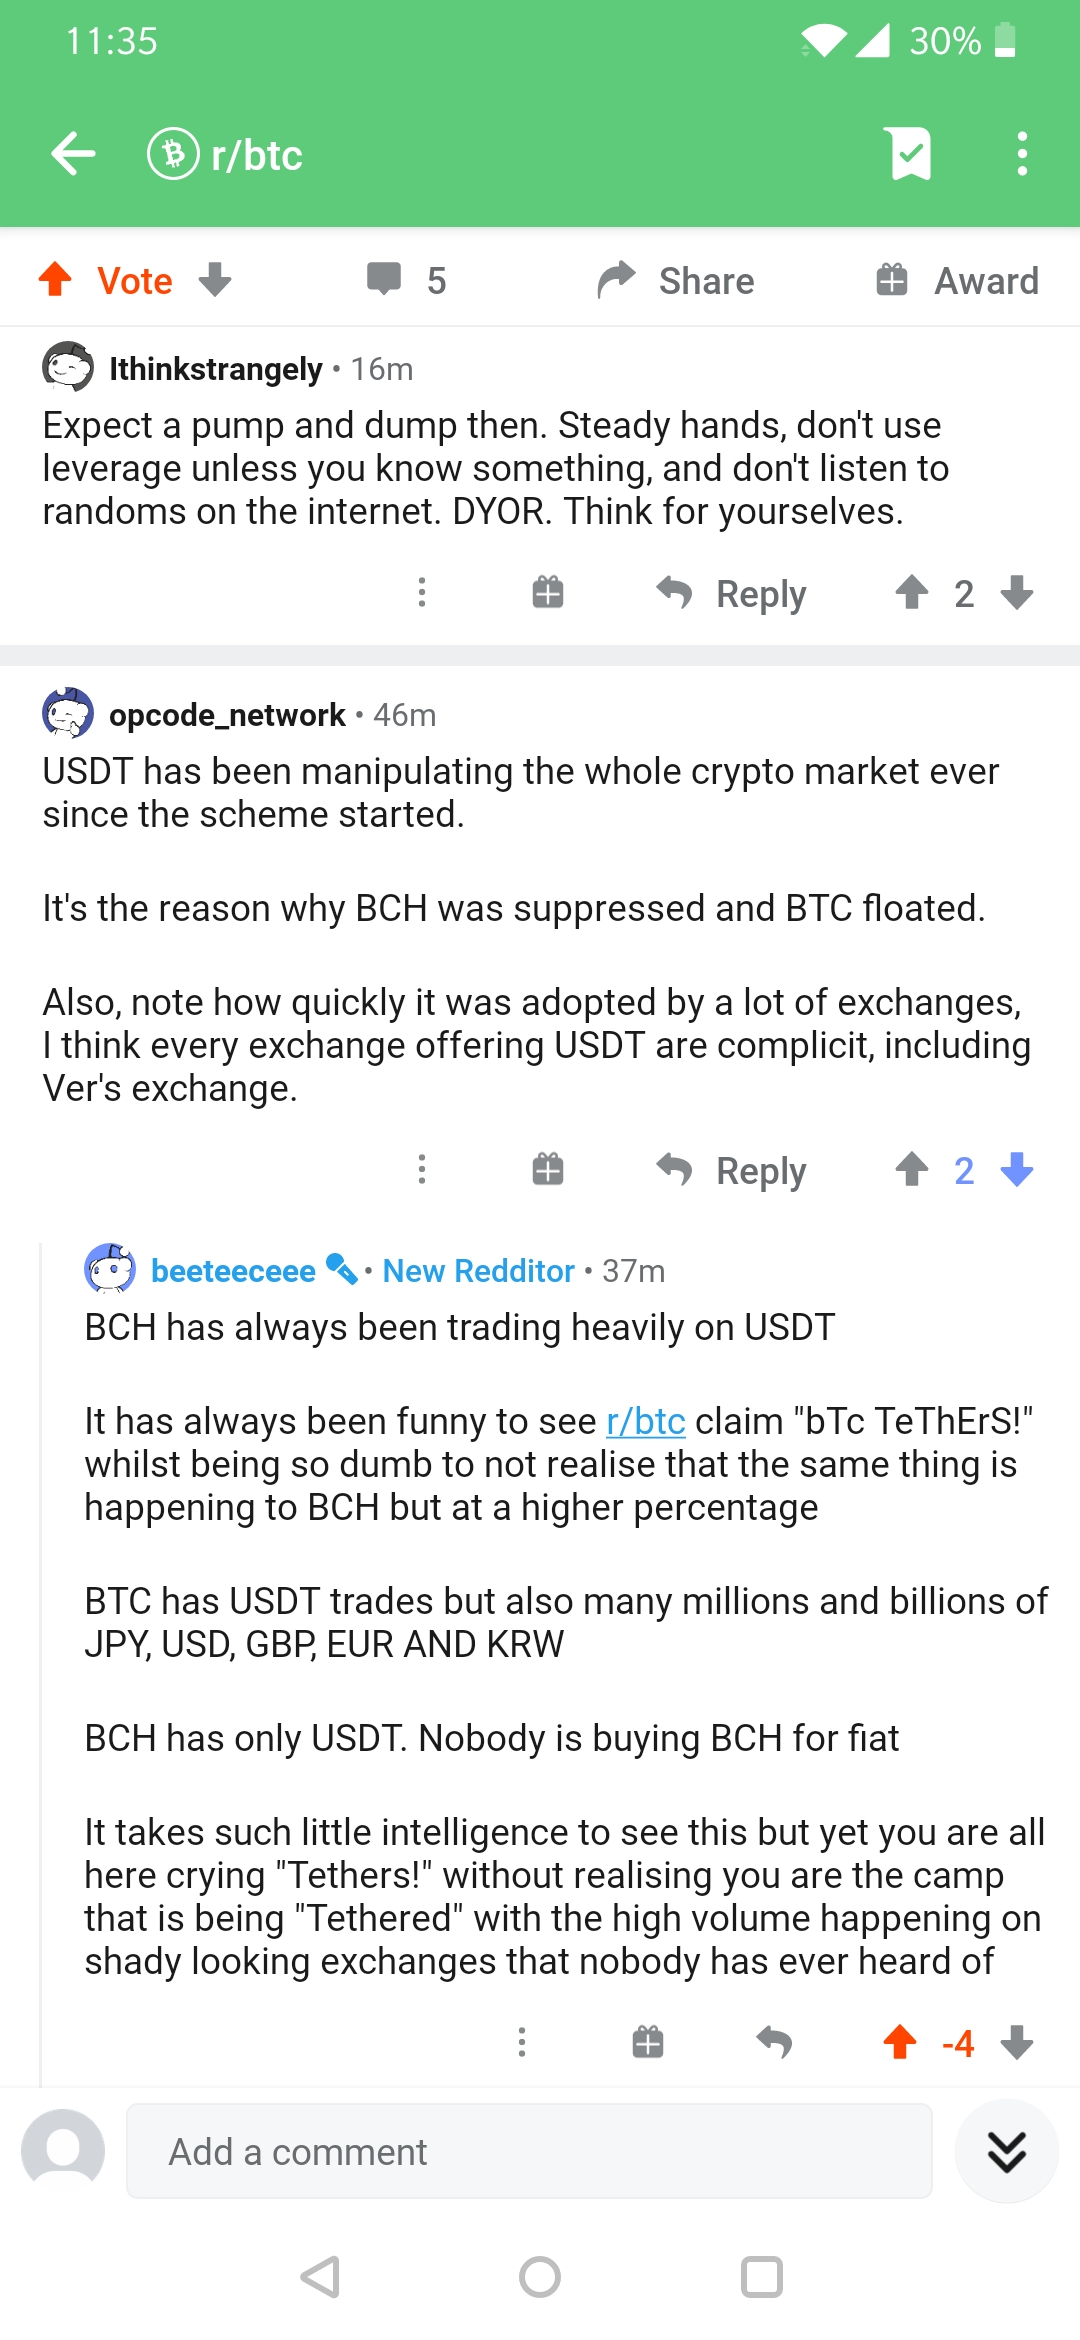 11:35
30%
r/btc
Vote
5
Share
Award
Ithinkstrangely • 16m
Expect a pump and dump then. Steady hands, don't use
leverage unless you know something, and don't listen to
randoms on the internet. DYOR. Think for yourselves.
Reply
2
opcode_network • 46m
USDT has been manipulating the whole crypto market ever
since the scheme started.
It's the reason why BCH was suppressed and BTC floated.
Also, note how quickly it was adopted by a lot of exchanges,
I think every exchange offering USDT are complicit, including
Ver's exchange.
Reply
2
beeteeceee • New Redditor • 37m
BCH has always been trading heavily on USDT
It has always been funny to see r/btc claim "bTc TeThErS!"
whilst being so dumb to not realise that the same thing is
happening to BCH but at a higher percentage
BTC has USDT trades but also many millions and billions of
JPY, USD, GBP, EUR AND KRW
BCH has only USDT. Nobody is buying BCH for fiat
It takes such little intelligence to see this but yet you are all
here crying "Tethers!" without realising you are the camp
that is being "Tethered" with the high volume happening on
shady looking exchanges that nobody has ever heard of
-4
Add a comment